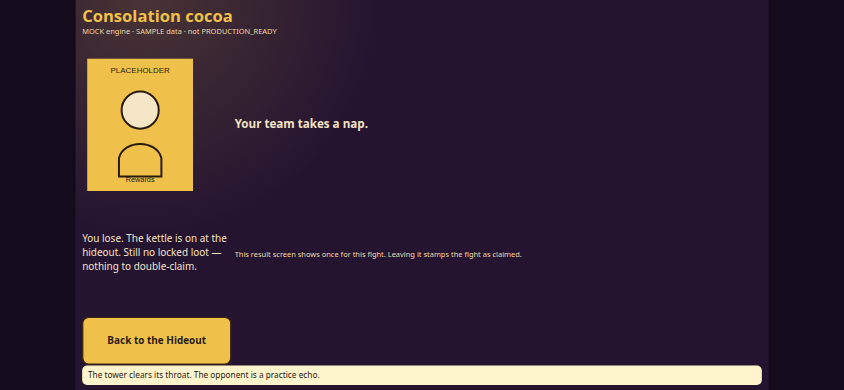 Consolation cocoa
MOCK engine · SAMPLE data · not PRODUCTION_READY
PLACEHOLDER
Rewards
Your team takes a nap.
You lose. The kettle is on at the
hideout. Still no locked loot —
nothing to double-claim.
This result screen shows once for this fight. Leaving it stamps the fight as claimed.
Back to the Hideout
The tower clears its throat. The opponent is a practice echo.